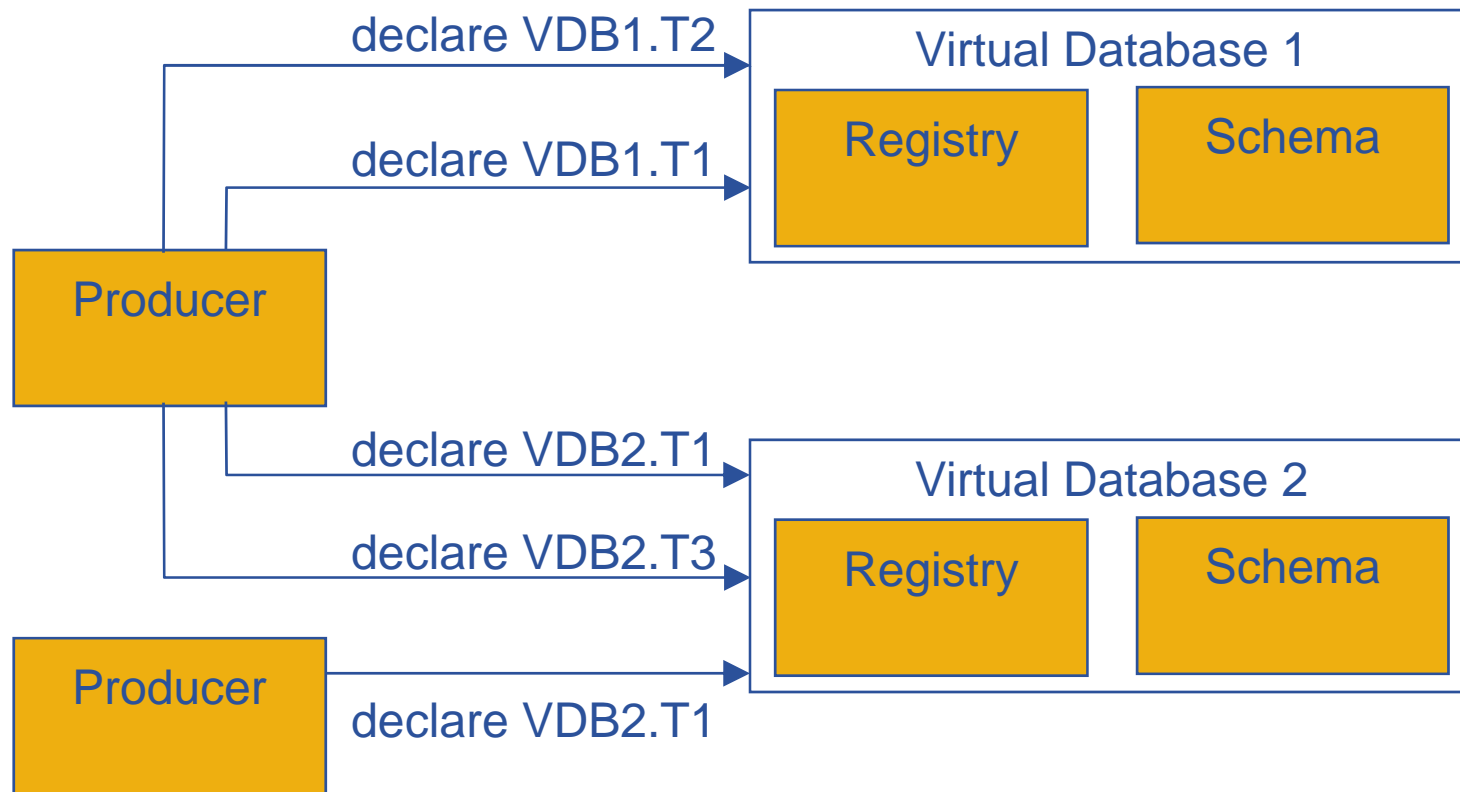 declare VDB1.T2
Virtual Database 1
Registry
Schema
declare VDB1.T1
Producer
declare VDB2.T1
Virtual Database 2
declare VDB2.T3
Registry
Schema
Producer
declare VDB2.T1